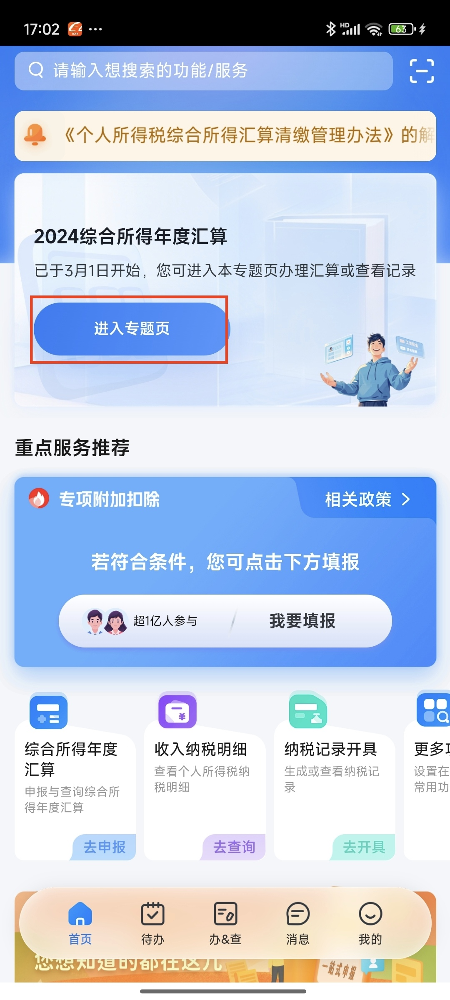 17:02
HD
63
请输入想搜索的功能/服务
《个人所得税综合所得汇算清缴管理办法》的解
2024综合所得年度汇算
已于3月1日开始，您可进入本专题页办理汇算或查看记录
进入专题页
重点服务推荐
专项附加扣除
相关政策
若符合条件，您可点击下方填报
超1亿人参与
我要填报
综合所得年度
汇算
申报与查询综合所
得年度汇算
去申报
收入纳税明细
查看个人所得税纳
税明细
去查询
纳税记录开具
生成或查看纳税记
录
去开具
更多
设置在
常用功
您想知道的都在这儿
一站式申报
首页
待办
办&查
消息
我的